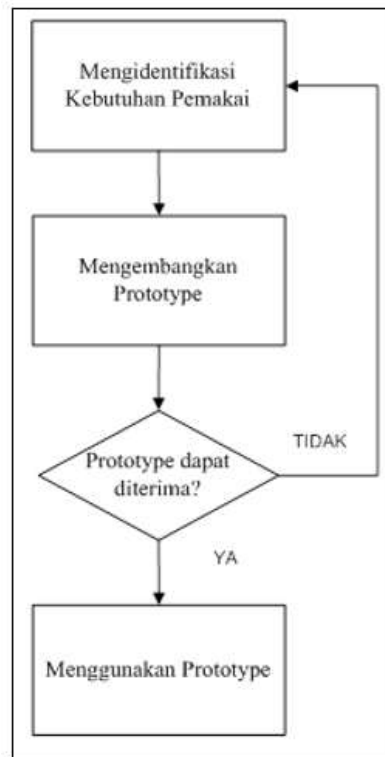 Mengidentifikasi
Kebutuhan Pemakai
Mengembangkan
Prototype
Prototype dapat
diterima?
TIDAK
YA
Menggunakan Prototype